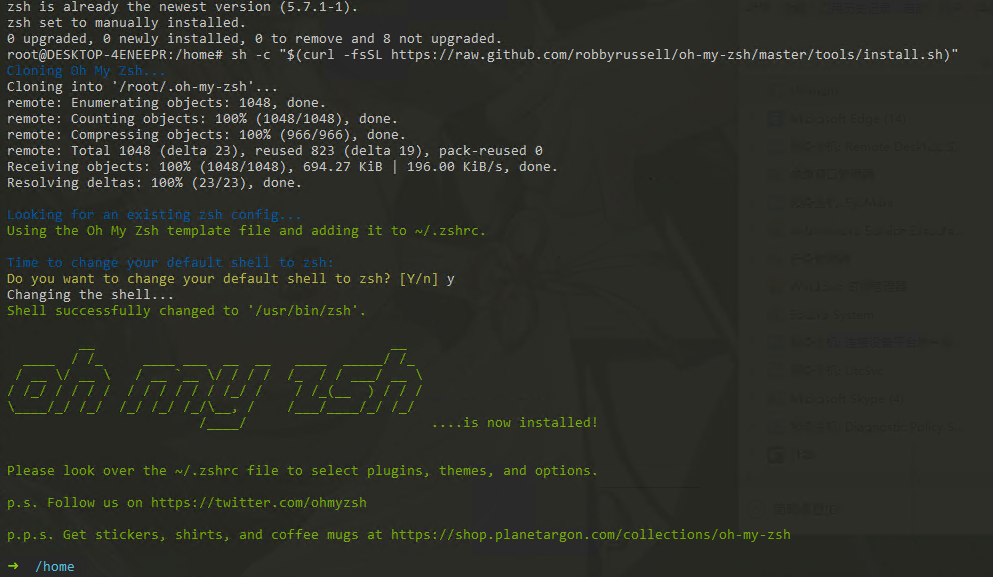 zsh is already the newest version (5.7.1-1).
zsh set to manually installed.
0 upgraded, 0 newly installed, 0 to remove and 8 not upgraded.
root@DESKTOP-4ENEEPR:/home# sh -c "$(curl -fsSL https://raw.github.com/robbyrussell/oh-my-zsh/master/tools/install.sh)"
Cloning Oh My Zsh...
Cloning into '/root/.oh-my-zsh'...
remote: Enumerating objects: 1048, done.
remote: Counting objects: 100% (1048/1048), done.
remote: Compressing objects: 100% (966/966), done.
remote: Total 1048 (delta 23), reused 823 (delta 19), pack-reused 0
Receiving objects: 100% (1048/1048), 694.27 KiB | 196.00 KiB/s, done.
Resolving deltas: 100% (23/23), done.
Looking for an existing zsh config...
Using the Oh My Zsh template file and adding it to ~/.zshrc.
Time to change your default shell to zsh:
Do you want to change your default shell to zsh? [Y/n] y
Changing the shell...
Shell successfully changed to '/usr/bin/zsh'.
oh my zsh
....is now installed!
Please look over the ~/.zshrc file to select plugins, themes, and options.
p.s. Follow us on https://twitter.com/ohmyzsh
p.p.s. Get stickers, shirts, and coffee mugs at https://shop.planetargon.com/collections/oh-my-zsh
→ /home